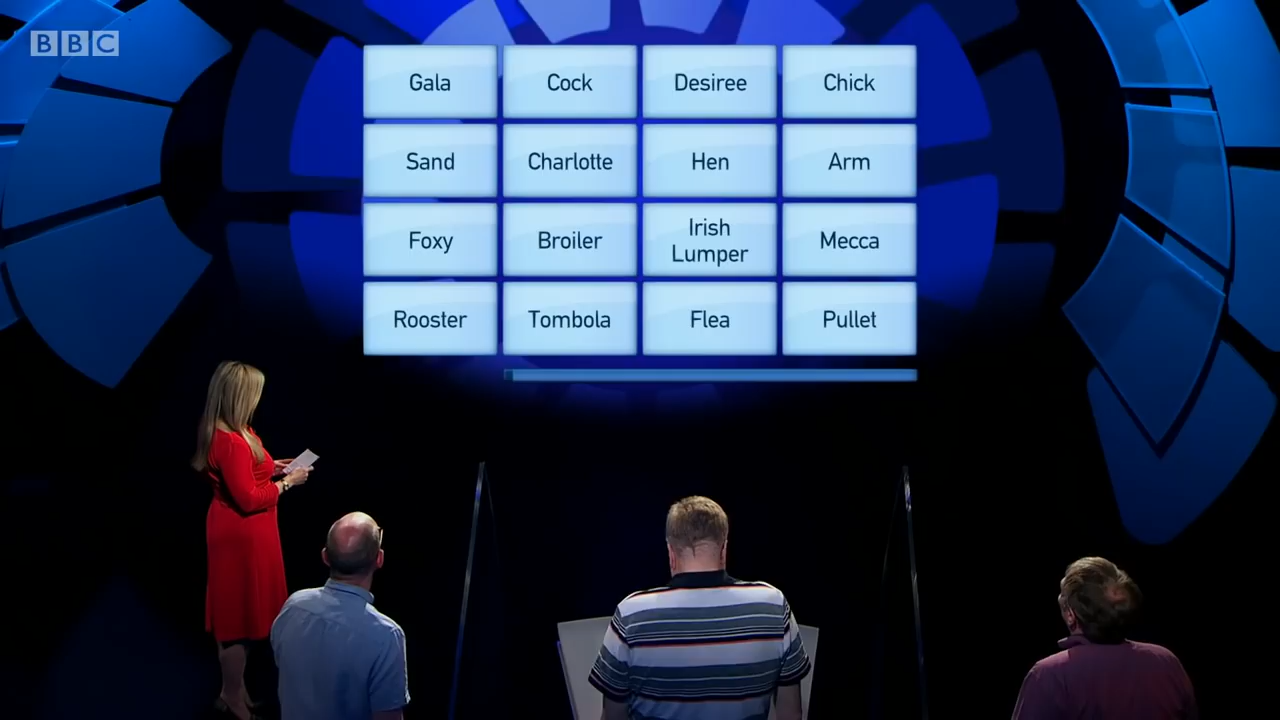 BBC
Gala
Cock
Desiree
Chick
Sand
Charlotte
Hen
Arm
Foxy
Broiler
Irish
Lumper
Mecca
Rooster
Tombola
Flea
Pullet